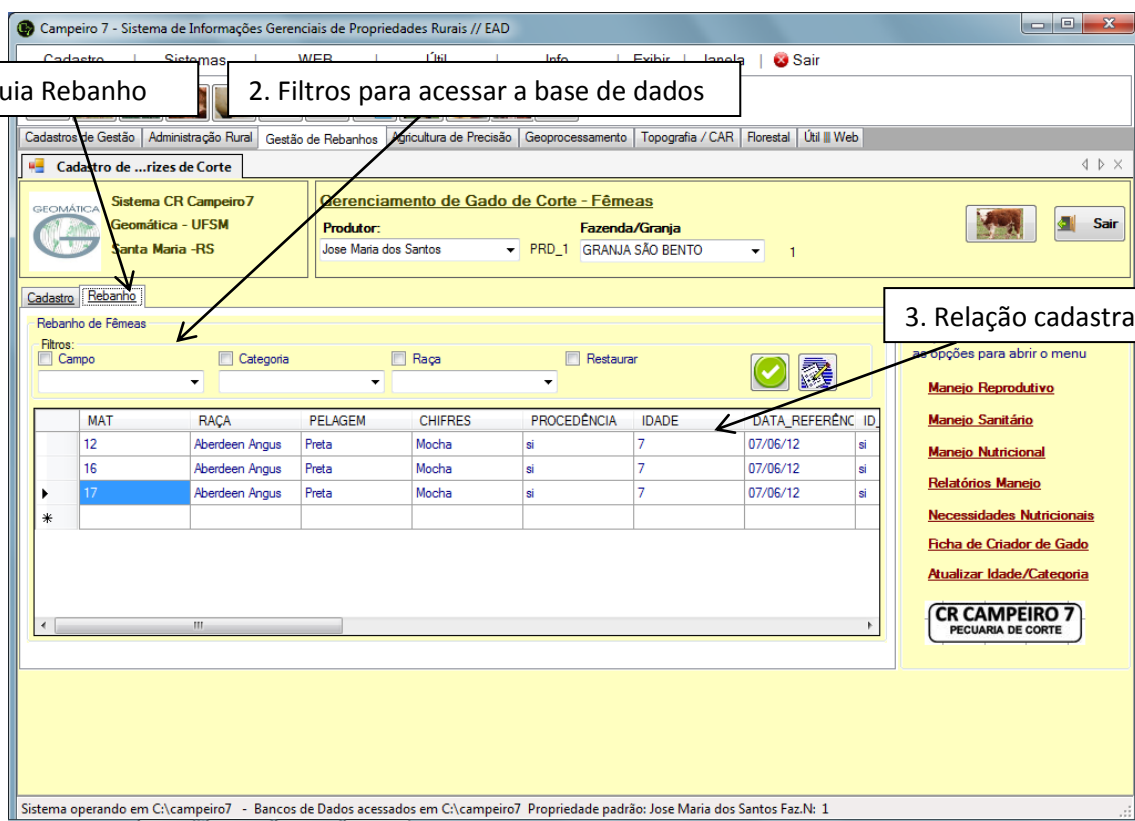 Campeiro 7 - Sistema de Informações Gerenciais de Propriedades Rurais // EAD
Cadastro | Sistemas | WEB | Útil | Info | Exibir | Janela | Sair
uia Rebanho
2. Filtros para acessar a base de dados
Cadastros de Gestão Administração Rural Gestão de Rebanhos Agricultura de Precisão Geoprocessamento Topografia / CAR Florestal Útil Web
Cadastro de ...rizes de Corte
GEOMÁTICA
Sistema CR Campeiro7
Geomática - UFSM
Santa Maria -RS
Gerenciamento de Gado de Corte - Fêmeas
Produtor: Fazenda/Granja
Jose Maria dos Santos PRD_1 GRANJA SÃO BENTO 1
Sair
Cadastro Rebanho
3. Relação cadastra
Rebanho de Fêmeas
Filtros:
Campo Categoria Raça Restaurar
as opções para abrir o menu
Manejo Reprodutivo
Manejo Sanitário
Manejo Nutricional
Relatórios Manejo
Necessidades Nutricionais
Ficha de Criador de Gado
Atualizar Idade/Categoria
CR CAMPEIRO 7
PECUARIA DE CORTE
MAT RAÇA PELAGEM CHIFRES PROCEDÊNCIA IDADE DATA_REFERÊNC ID_
12 Aberdeen Angus Preta Mocha si 7 07/06/12 si
16 Aberdeen Angus Preta Mocha si 7 07/06/12 si
17 Aberdeen Angus Preta Mocha si 7 07/06/12 si
Sistema operando em C:\campeiro7 - Bancos de Dados acessados em C:\campeiro7 Propriedade padrão: Jose Maria dos Santos Faz.N: 1